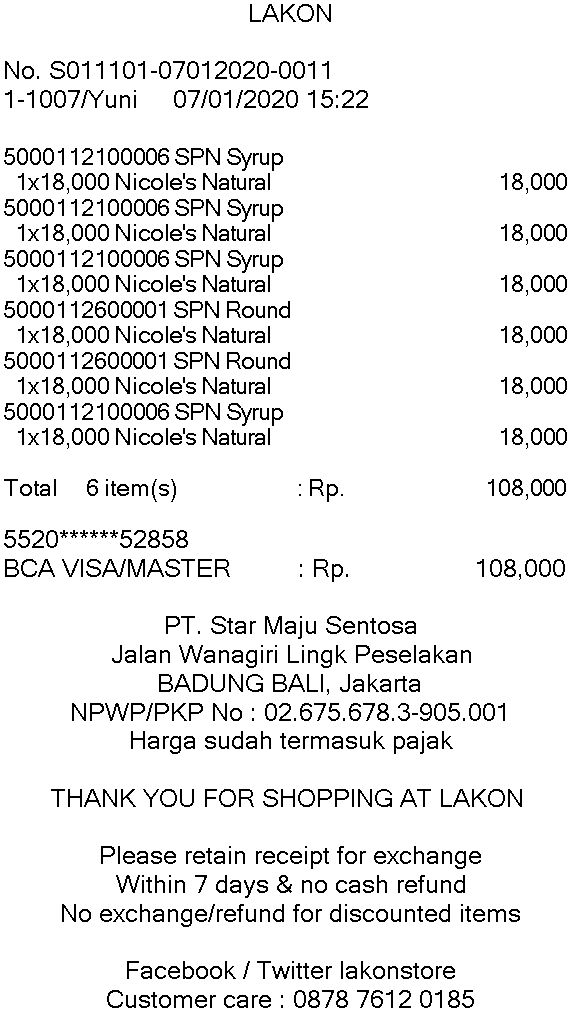 LAKON
No. S011101-07012020-0011
1-1007/Yuni 07/01/2020 15:22
5000112100006 SPN Syrup
1x18,000 Nicole's Natural 18,000
5000112100006 SPN Syrup
1x18,000 Nicole's Natural 18,000
5000112100006 SPN Syrup
1x18,000 Nicole's Natural 18,000
5000112600001 SPN Round
1x18,000 Nicole's Natural 18,000
5000112600001 SPN Round
1x18,000 Nicole's Natural 18,000
5000112100006 SPN Syrup
1x18,000 Nicole's Natural 18,000
Total 6 item(s) : Rp. 108,000
5520******52858
BCA VISA/MASTER : Rp. 108,000
PT. Star Maju Sentosa
Jalan Wanagiri Lingk Peselakan
BADUNG BALI, Jakarta
NPWP/PKP No : 02.675.678.3-905.001
Harga sudah termasuk pajak
THANK YOU FOR SHOPPING AT LAKON
Please retain receipt for exchange
Within 7 days & no cash refund
No exchange/refund for discounted items
Facebook / Twitter lakonstore
Customer care : 0878 7612 0185